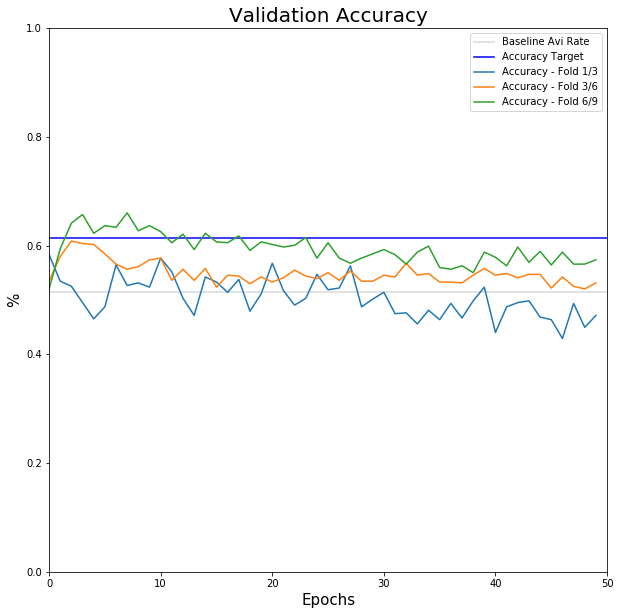 Validation Accuracy
Baseline Avi Rate
Accuracy Target
Accuracy - Fold 1/3
Accuracy - Fold 3/6
Accuracy - Fold 6/9
1.0
0.8
0.6
0.4
0.2
0.0
%
0 10 20 30 40 50
Epochs